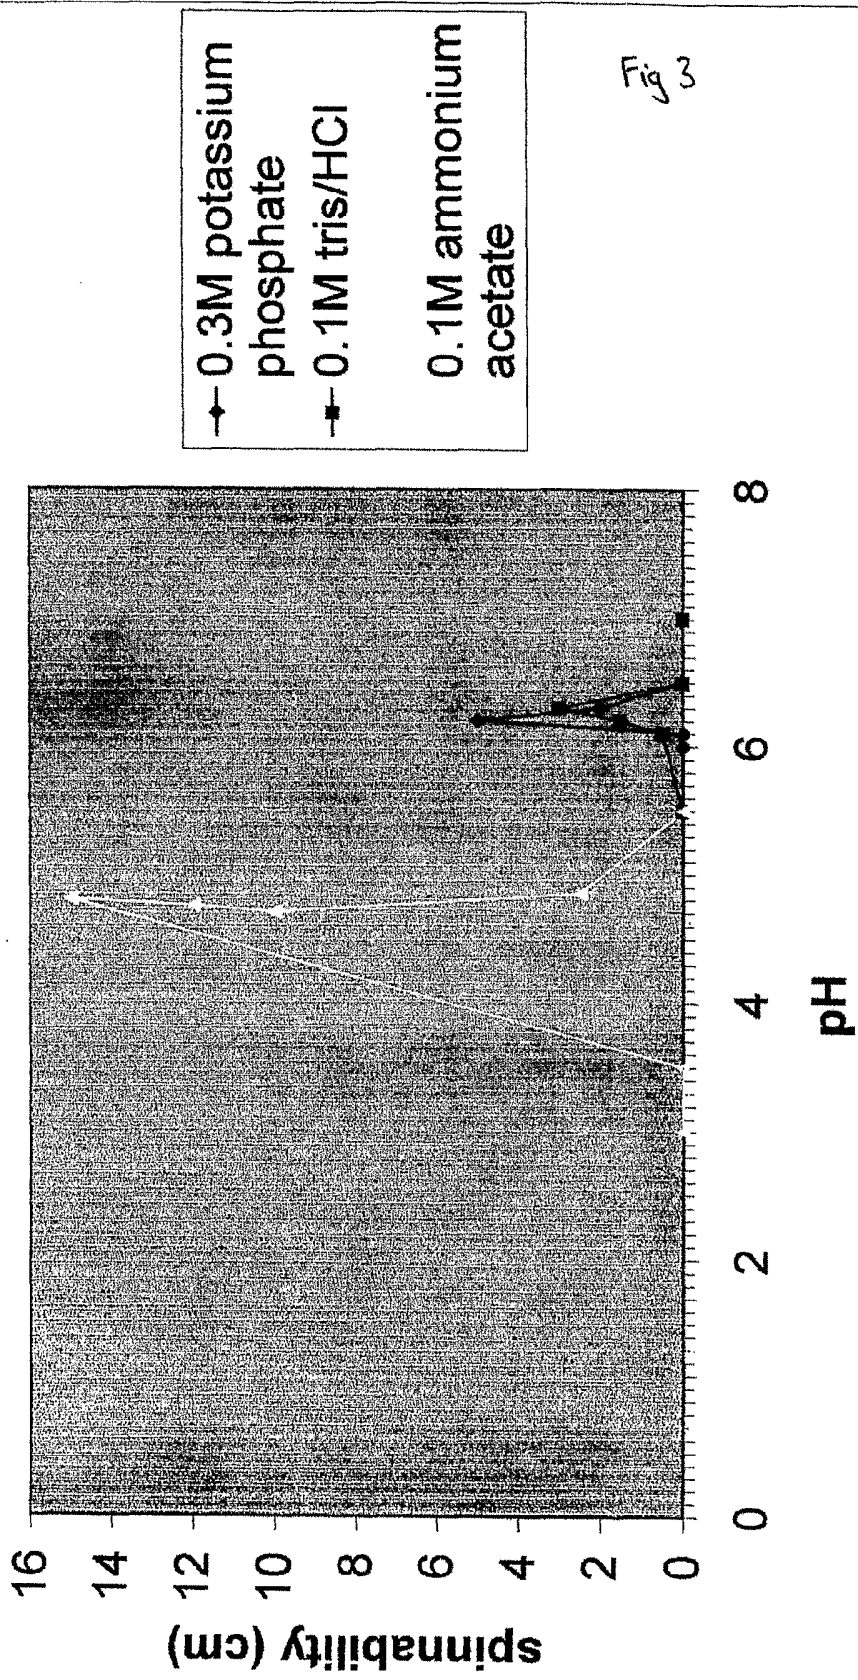 Fig 3
0.3M potassium
phosphate
0.1M tris/HCl
0.1M ammonium
acetate
spinnability (cm)
16
14
12
10
8
6
4
2
0
0
2
4
6
8
pH